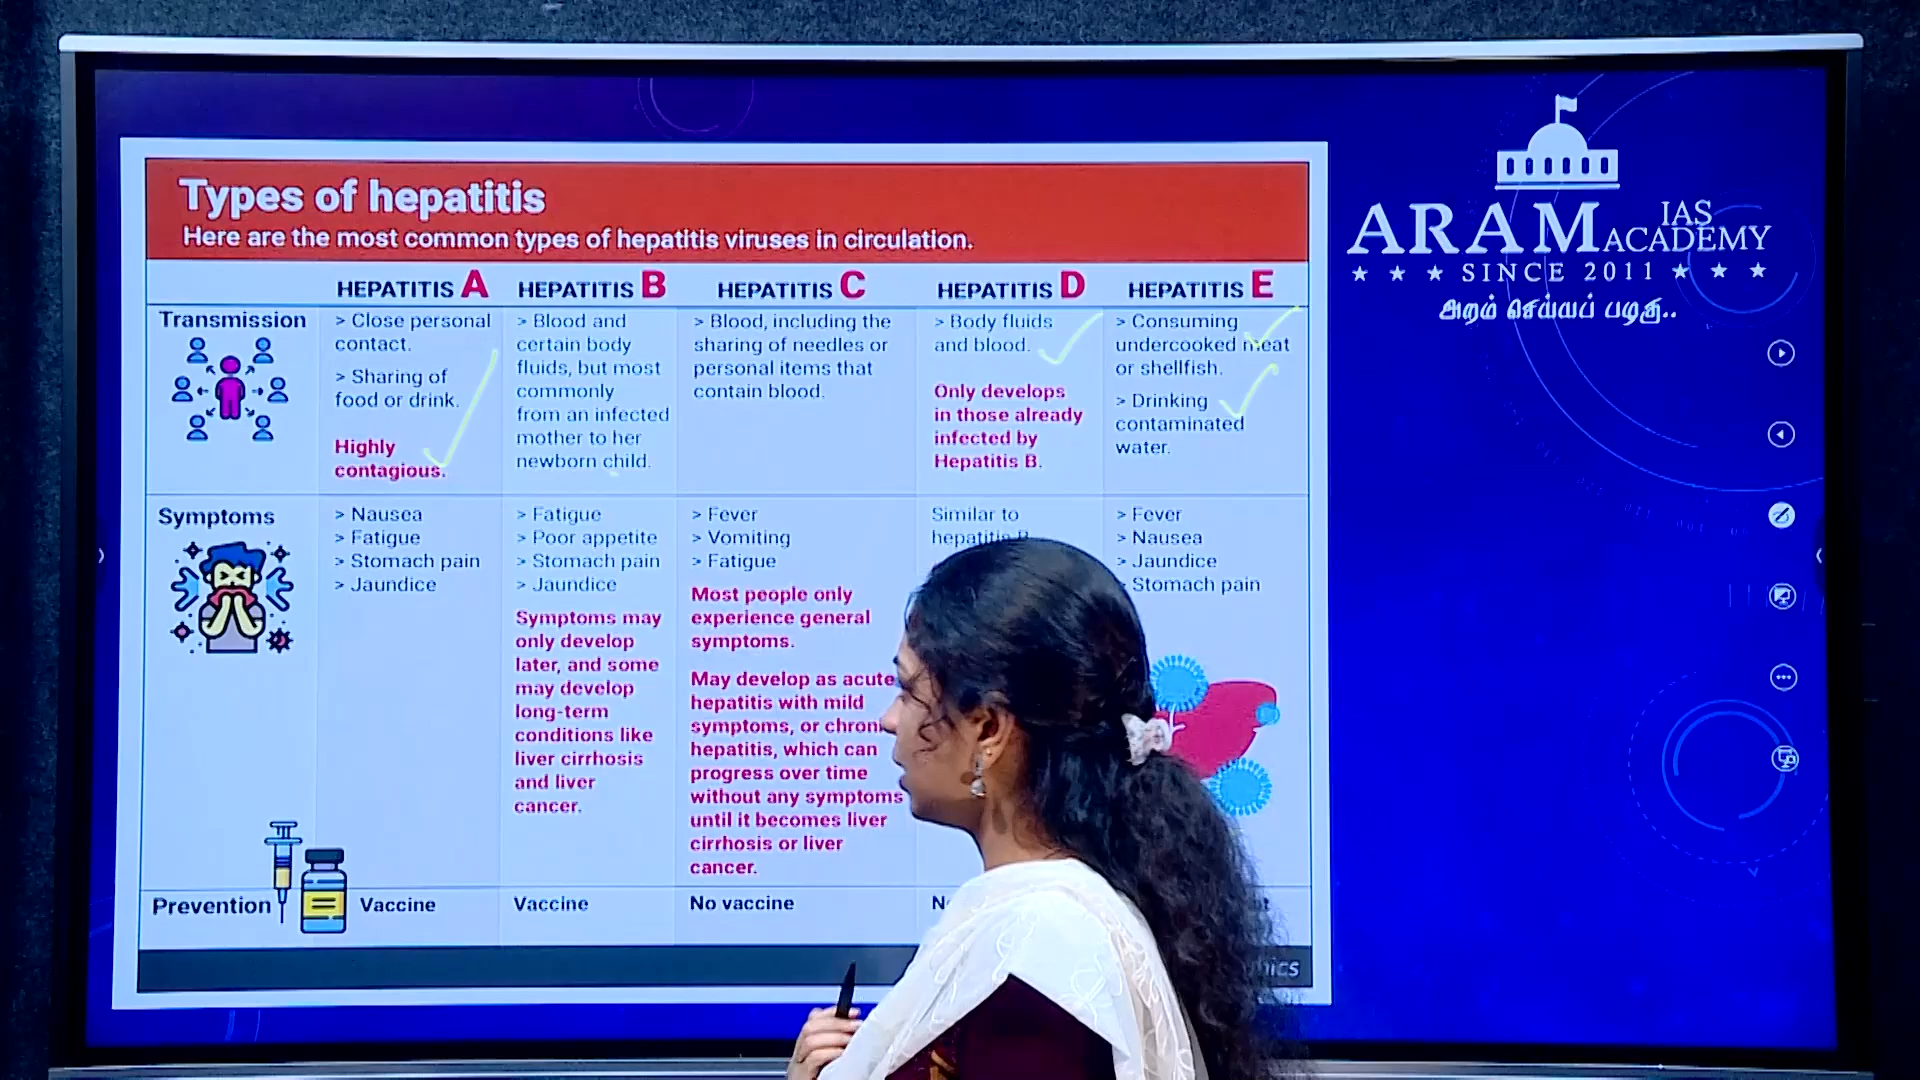 Types of hepatitis
Here are the most common types of hepatitis viruses in circulation.
HEPATITIS A
HEPATITIS B
HEPATITIS C
HEPATITIS D
HEPATITIS E
Transmission
> Close personal
contact.
> Sharing of
food or drink.
Highly
contagious.
> Blood and
certain body
fluids, but most
commonly
from an infected
mother to her
newborn child.
> Blood, including the
sharing of needles or
personal items that
contain blood.
> Body fluids
and blood.
Only develops
in those already
infected by
Hepatitis B.
> Consuming
undercooked meat
or shellfish.
> Drinking
contaminated
water.
Symptoms
> Nausea
> Fatigue
> Stomach pain
> Jaundice
> Fatigue
> Poor appetite
> Stomach pain
> Jaundice
Symptoms may
only develop
later, and some
may develop
long-term
conditions like
liver cirrhosis
and liver
cancer.
> Fever
> Vomiting
> Fatigue
Most people only
experience general
symptoms.
May develop as acute
hepatitis with mild
symptoms, or
hepatitis, which can
progress over time
without any symptoms
until it becomes liver
cirrhosis or liver
cancer.
Similar to
hepatitis
> Fever
> Nausea
> Jaundice
Stomach pain
Prevention
Vaccine
Vaccine
No vaccine
ARAM IAS ACADEMY
★ ★ ★ SINCE 2011 ★ ★ ★
அறம் செய்யப் பழகு..